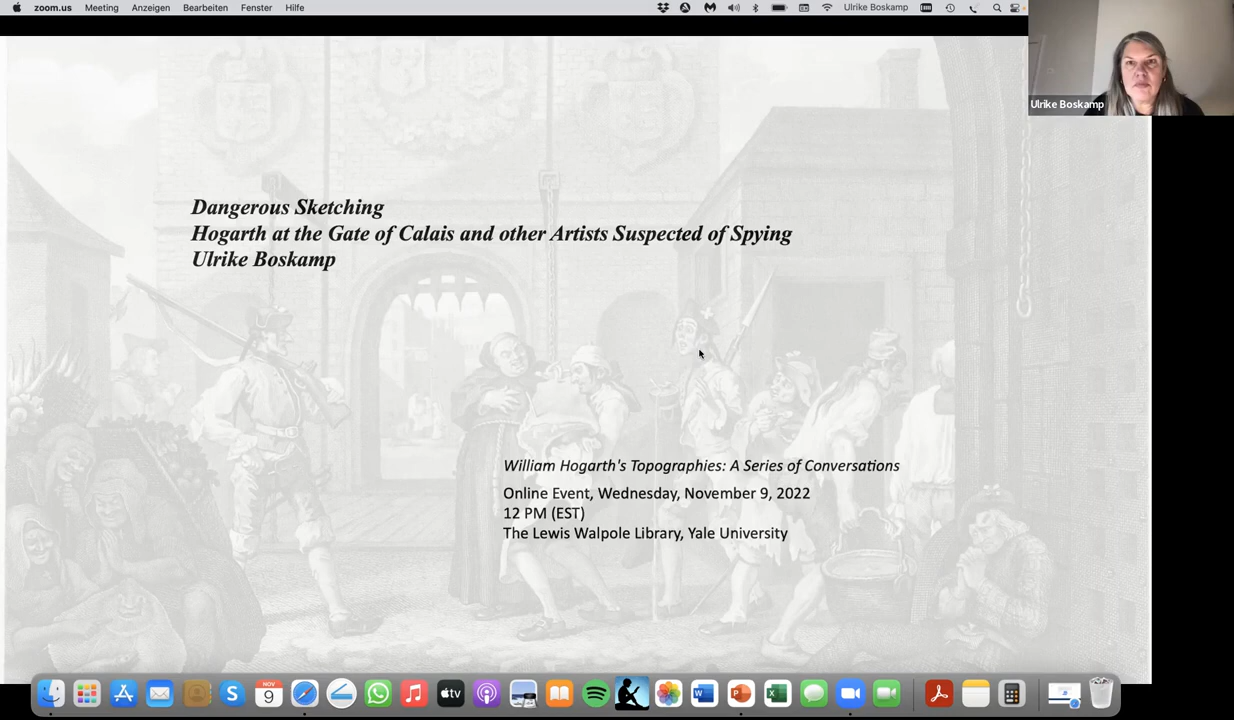 zoom.us Meeting Anzeigen Bearbeiten Fenster Hilfe Ulrike Boskamp
Ulrike Boskamp
Dangerous Sketching
Hogarth at the Gate of Calais and other Artists Suspected of Spying
Ulrike Boskamp
William Hogarth's Topographies: A Series of Conversations
Online Event, Wednesday, November 9, 2022
12 PM (EST)
The Lewis Walpole Library, Yale University
NOV
9
tv